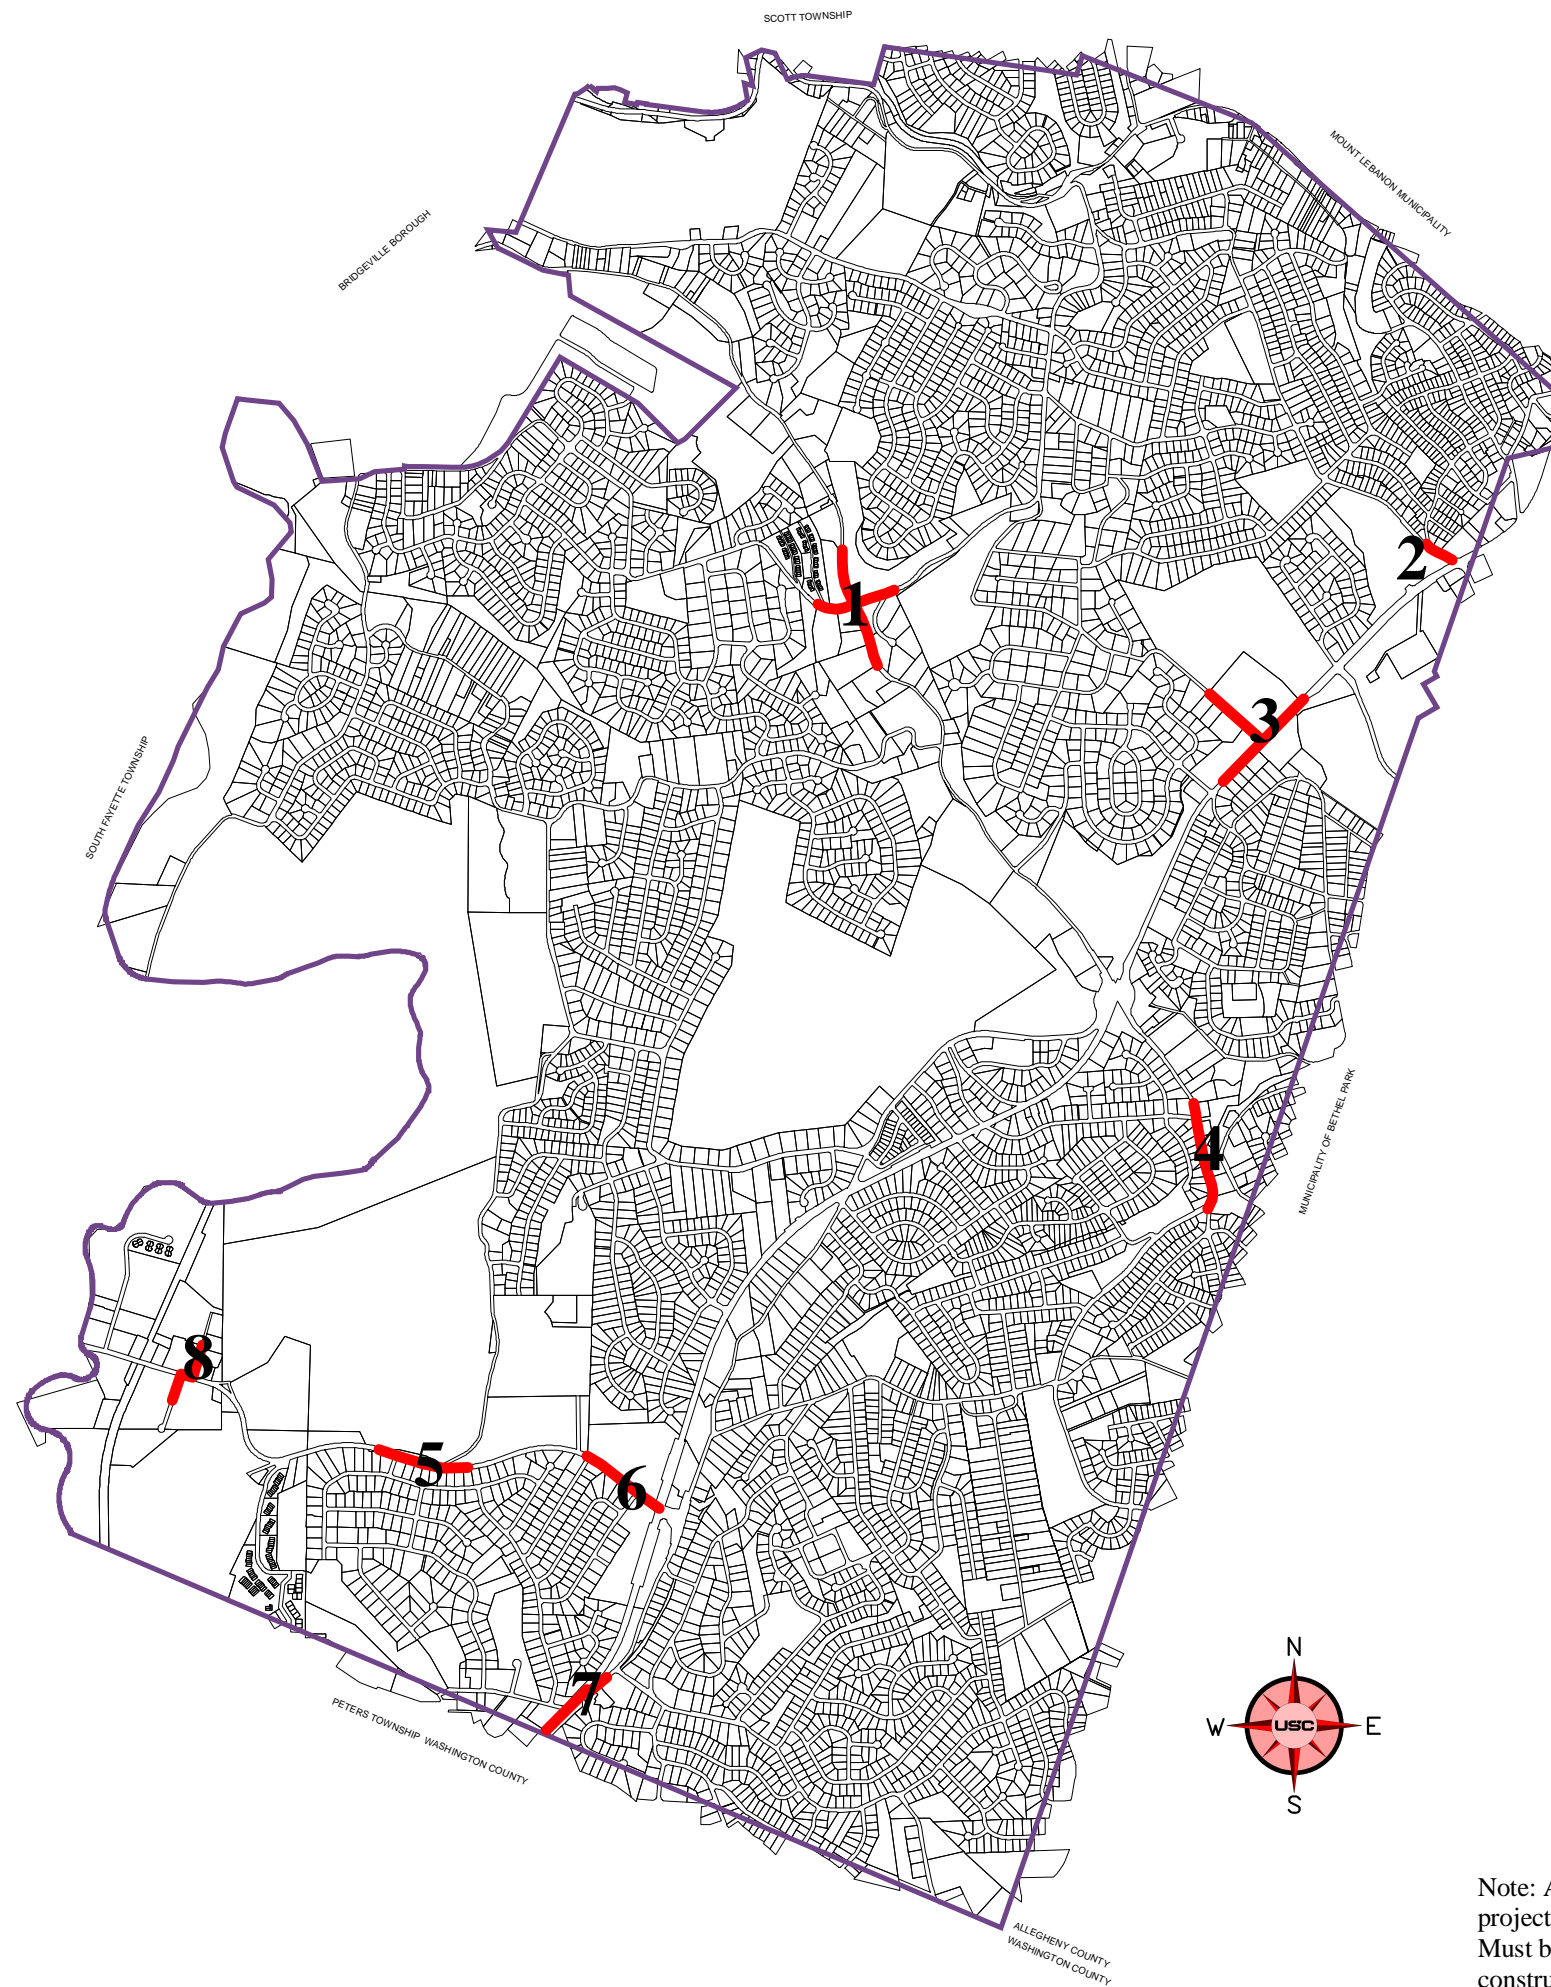 SCOTT TOWNSHIP
MOUNT LEBANON MUNICIPALITY
BRIDGEVILLE BOROUGH
2
1
3
SOUTH FAYETTE TOWNSHIP
MUNICIPALITY OF BETHEL PARK
4
8
5
6
7
PETERS TOWNSHIP WASHINGTON COUNTY
N
W USC E
S
ALLEGHENY COUNTY
WASHINGTON COUNTY
Note: A
project
Must b
constru